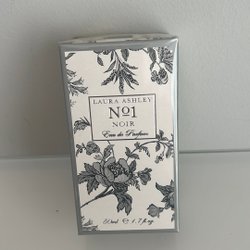 LAURA ASHLEY
No1
NOIR
Eau de Parfum
50ml e 1.7fl.oz